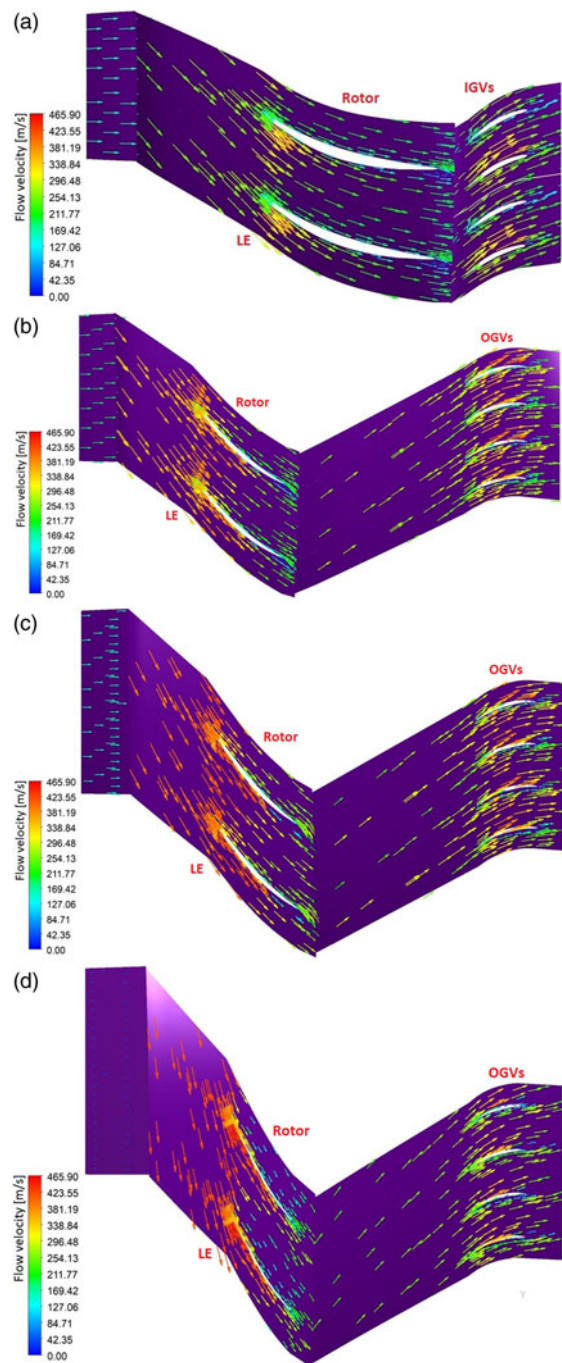 (a)
Rotor
IGVs
Flow velocity [m/s]
465.90
423.55
381.19
338.84
296.48
254.13
211.77
169.42
127.06
84.71
42.35
0.00
LE
(b)
OGVs
Rotor
Flow velocity [m/s]
465.90
423.55
381.19
338.84
296.48
254.13
211.77
169.42
127.06
84.71
42.35
0.00
LE
(c)
OGVs
Rotor
Flow velocity [m/s]
465.90
423.55
381.19
338.84
296.48
254.13
211.77
169.42
127.06
84.71
42.35
0.00
LE
(d)
OGVs
Rotor
Flow velocity [m/s]
465.90
423.55
381.19
338.84
296.48
254.13
211.77
169.42
127.06
84.71
42.35
0.00
LE